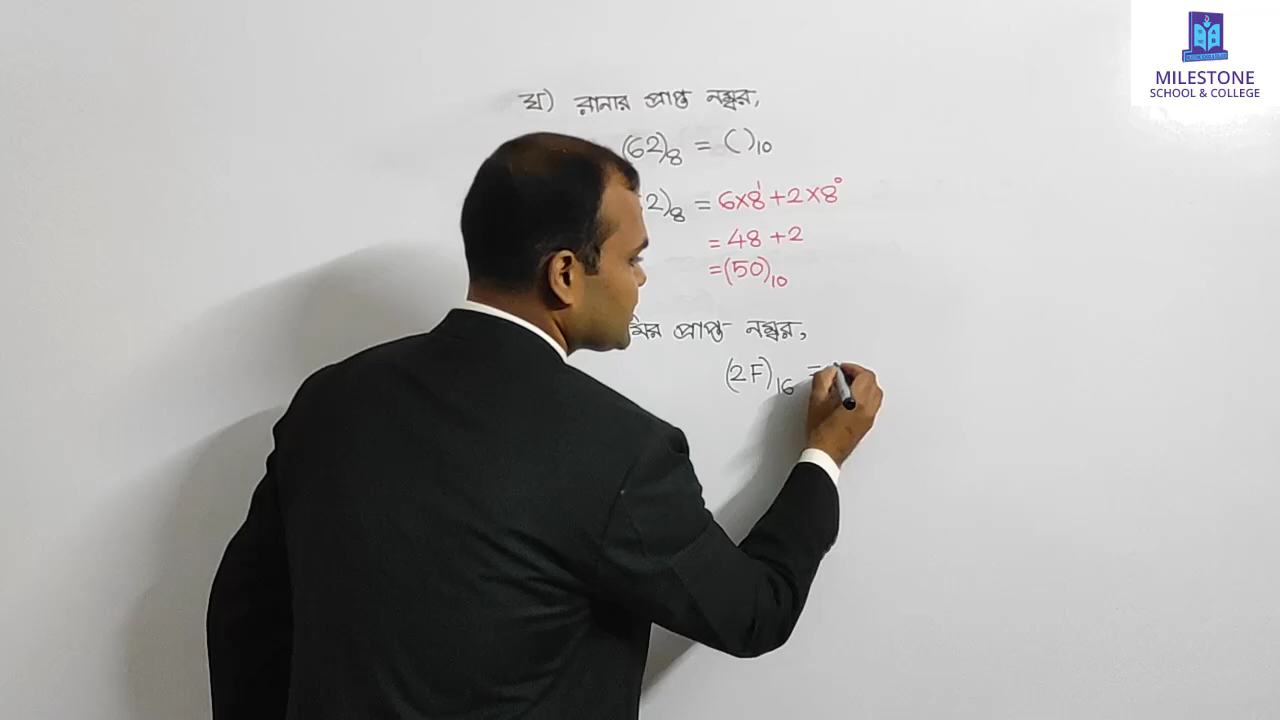 MILESTONE
SCHOOL & COLLEGE
ঘ) রানার প্রাপ্ত নম্বর,
(62)₈ = ( )₁₀
2)₈ = 6×8¹+2×8⁰
= 48+2
=(50)₁₀
প্রাপ্ত নম্বর,
(2F)₁₆ =